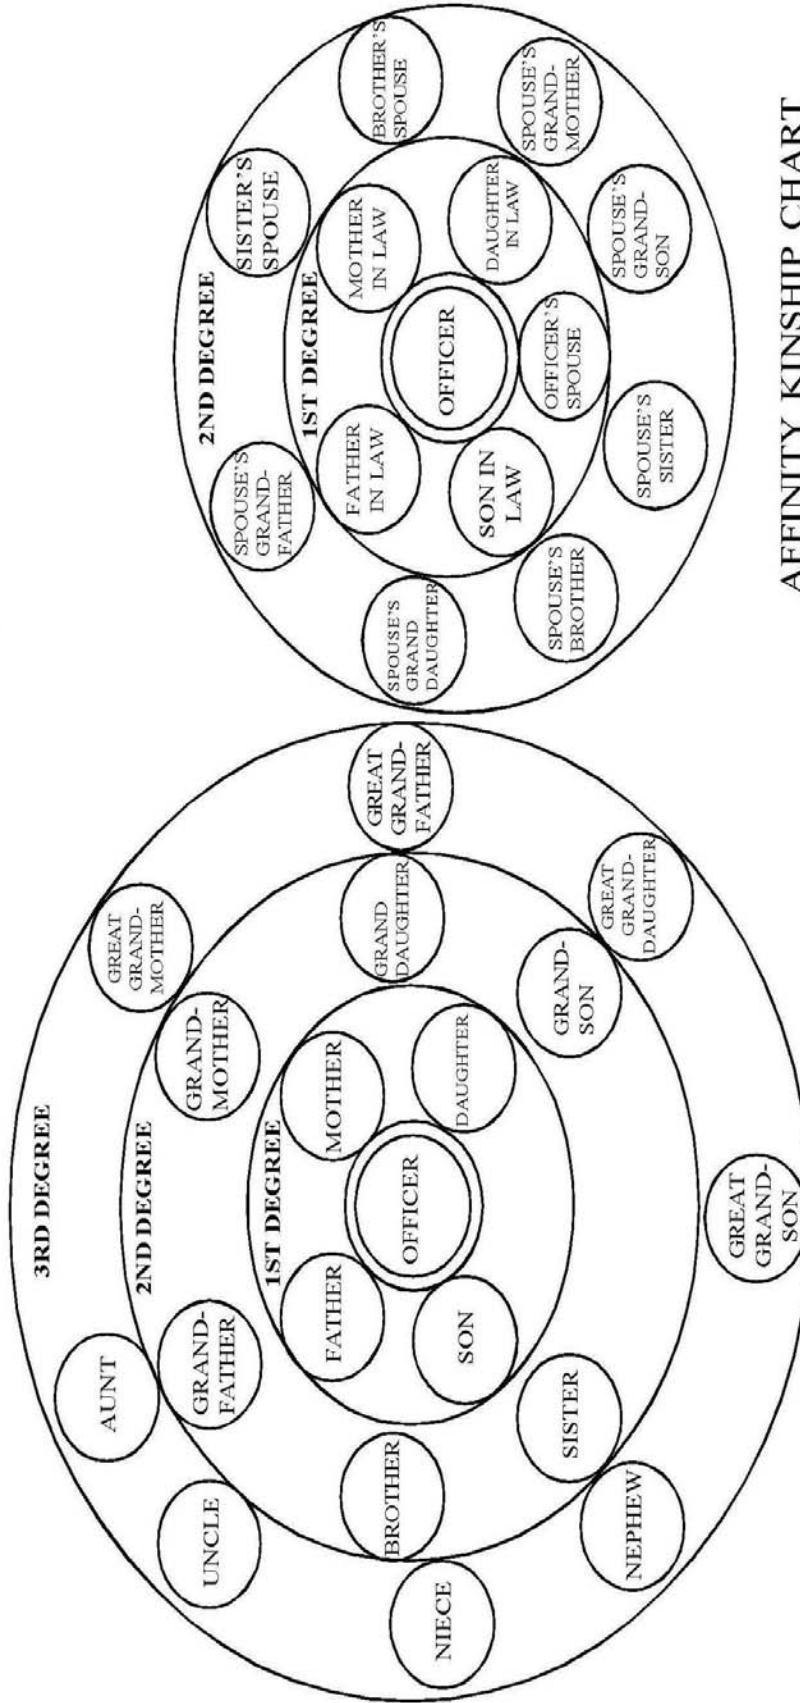 3RD DEGREE
AUNT
GREAT
GRAND-
MOTHER
UNCLE
2ND DEGREE
GRAND-
FATHER
GRAND-
MOTHER
1ST DEGREE
FATHER
MOTHER
BROTHER
OFFICER
GRAND
DAUGHTER
GREAT
GRAND-
FATHER
NIECE
SON
DAUGHTER
SISTER
GRAND-
SON
NEPHEW
GREAT
GRAND-
DAUGHTER
GREAT
GRAND-
SON
2ND DEGREE
SPOUSE'S
GRAND-
FATHER
SISTER'S
SPOUSE
1ST DEGREE
FATHER
IN LAW
MOTHER
IN LAW
BROTHER'S
SPOUSE
SPOUSE'S
GRAND
DAUGHTER
OFFICER
SON IN
LAW
DAUGHTER
IN LAW
SPOUSE'S
GRAND-
MOTHER
SPOUSE'S
BROTHER
OFFICER'S
SPOUSE
SPOUSE'S
SISTER
SPOUSE'S
GRAND-
SON
AFFINITY KINSHIP CHART